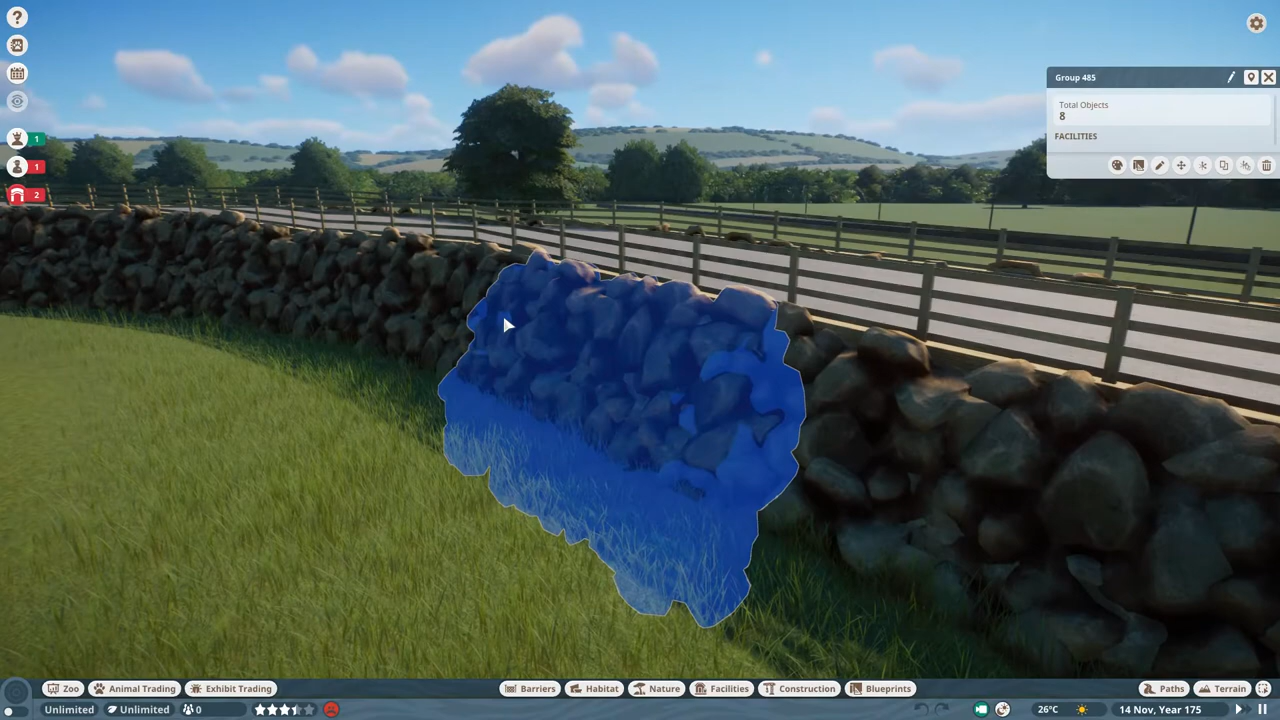 ?
1
1
2
Group 485
Total Objects
8
FACILITIES
Zoo
Animal Trading
Exhibit Trading
Barriers
Habitat
Nature
Facilities
Construction
Blueprints
Paths
Terrain
Unlimited
Unlimited
0
26°C
14 Nov, Year 175